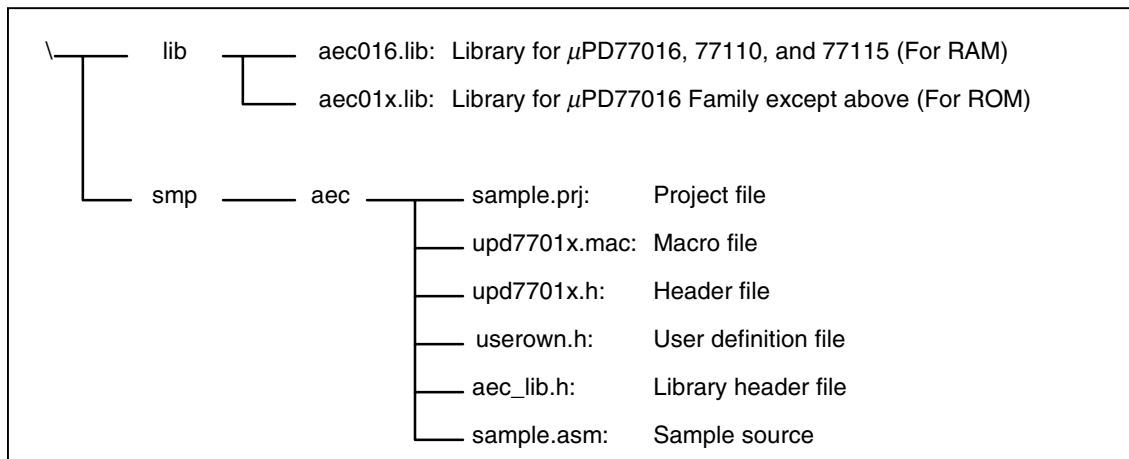 \ lib aec016.lib: Library for μPD77016, 77110, and 77115 (For RAM)
aec01x.lib: Library for μPD77016 Family except above (For ROM)
smp aec sample.prj: Project file
upd7701x.mac: Macro file
upd7701x.h: Header file
userown.h: User definition file
aec_lib.h: Library header file
sample.asm: Sample source